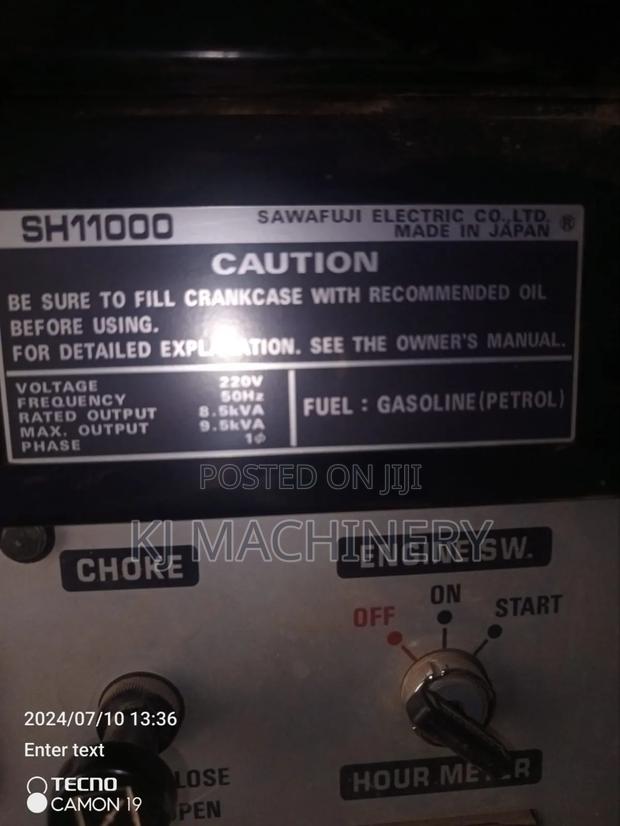 SH11000
SAWAFUJI ELECTRIC CO.,LTD.
MADE IN JAPAN ®
CAUTION
BE SURE TO FILL CRANKCASE WITH RECOMMENDED OIL
BEFORE USING.
FOR DETAILED EXPLANATION. SEE THE OWNER'S MANUAL.
VOLTAGE 220V
FREQUENCY 50Hz
RATED OUTPUT 8.5kVA
MAX. OUTPUT 9.5kVA
PHASE 1ϕ
FUEL : GASOLINE (PETROL)
POSTED ON JIJI
KJ MACHINERY
CHOKE
ENGINE SW.
OFF
ON
START
2024/07/10 13:36
Enter text
TECNO
CAMON 19
HOUR METER